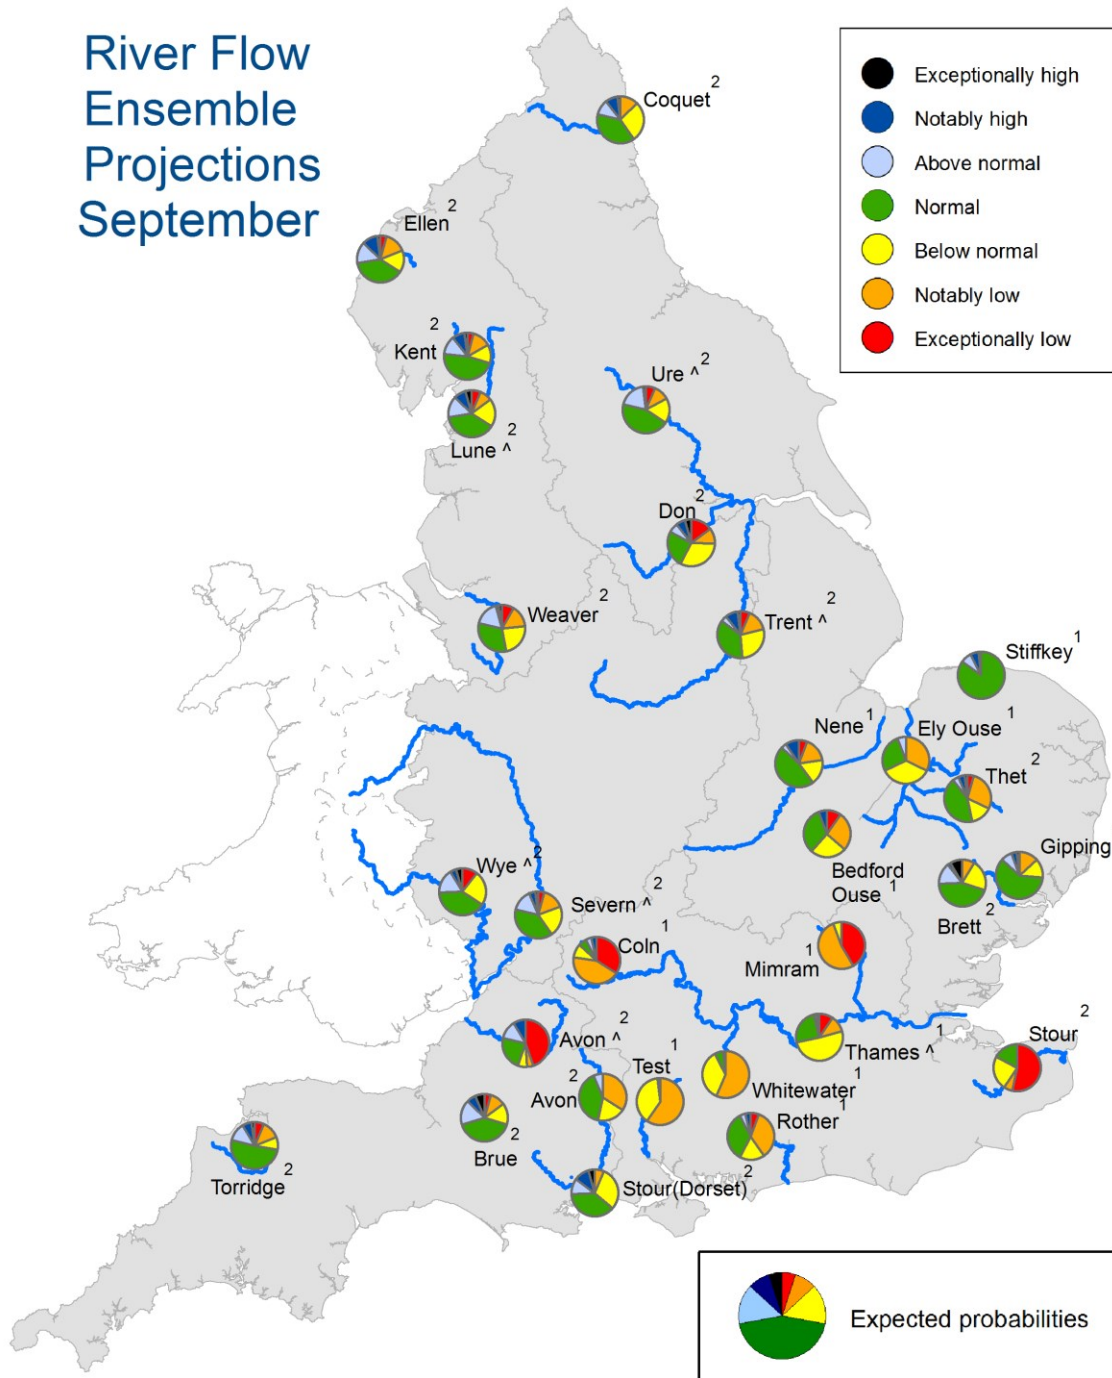 River Flow
Ensemble
Projections
September
Exceptionally high
Notably high
Above normal
Normal
Below normal
Notably low
Exceptionally low
Coquet 2
Ellen 2
Kent 2
Lune ^ 2
Ure ^ 2
Don 2
Weaver 2
Trent ^ 2
Stiffkey 1
Nene 1
Ely Ouse 1
Thet 2
Bedford
Ouse 1
Gipping
Brett 2
Wye ^ 2
Severn ^ 2
Coln 1
Mimram 1
Avon ^ 2
Avon 2
Test 1
Whitewater 1
Thames ^ 1
Stour 2
Brue 2
Rother 1
Torridge 2
Stour(Dorset) 2
Expected probabilities